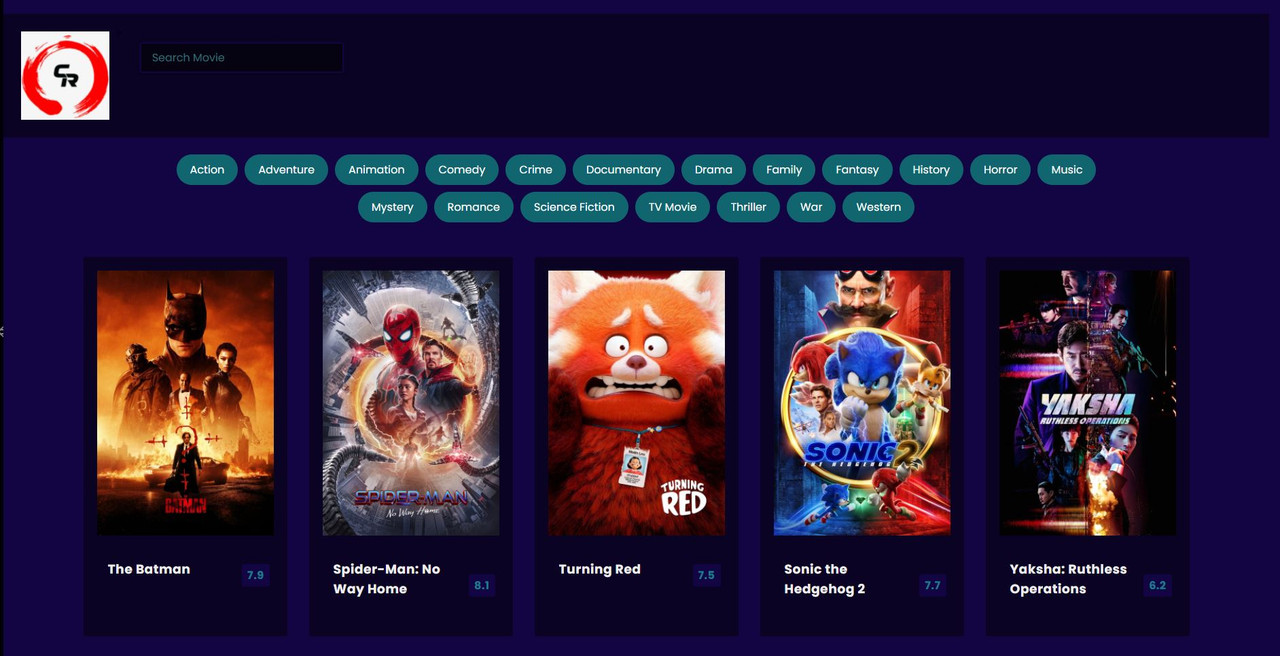 CR
Search Movie
Action Adventure Animation Comedy Crime Documentary Drama Family Fantasy History Horror Music
Mystery Romance Science Fiction TV Movie Thriller War Western
THE
BATMAN
SPIDER-MAN
No Way Home
TURNING
RED
SONIC 2
THE HEDGEHOG
YAKSHA
RUTHLESS OPERATIONS
The Batman
7.9
Spider-Man: No
Way Home
8.1
Turning Red
7.5
Sonic the
Hedgehog 2
7.7
Yaksha: Ruthless
Operations
6.2